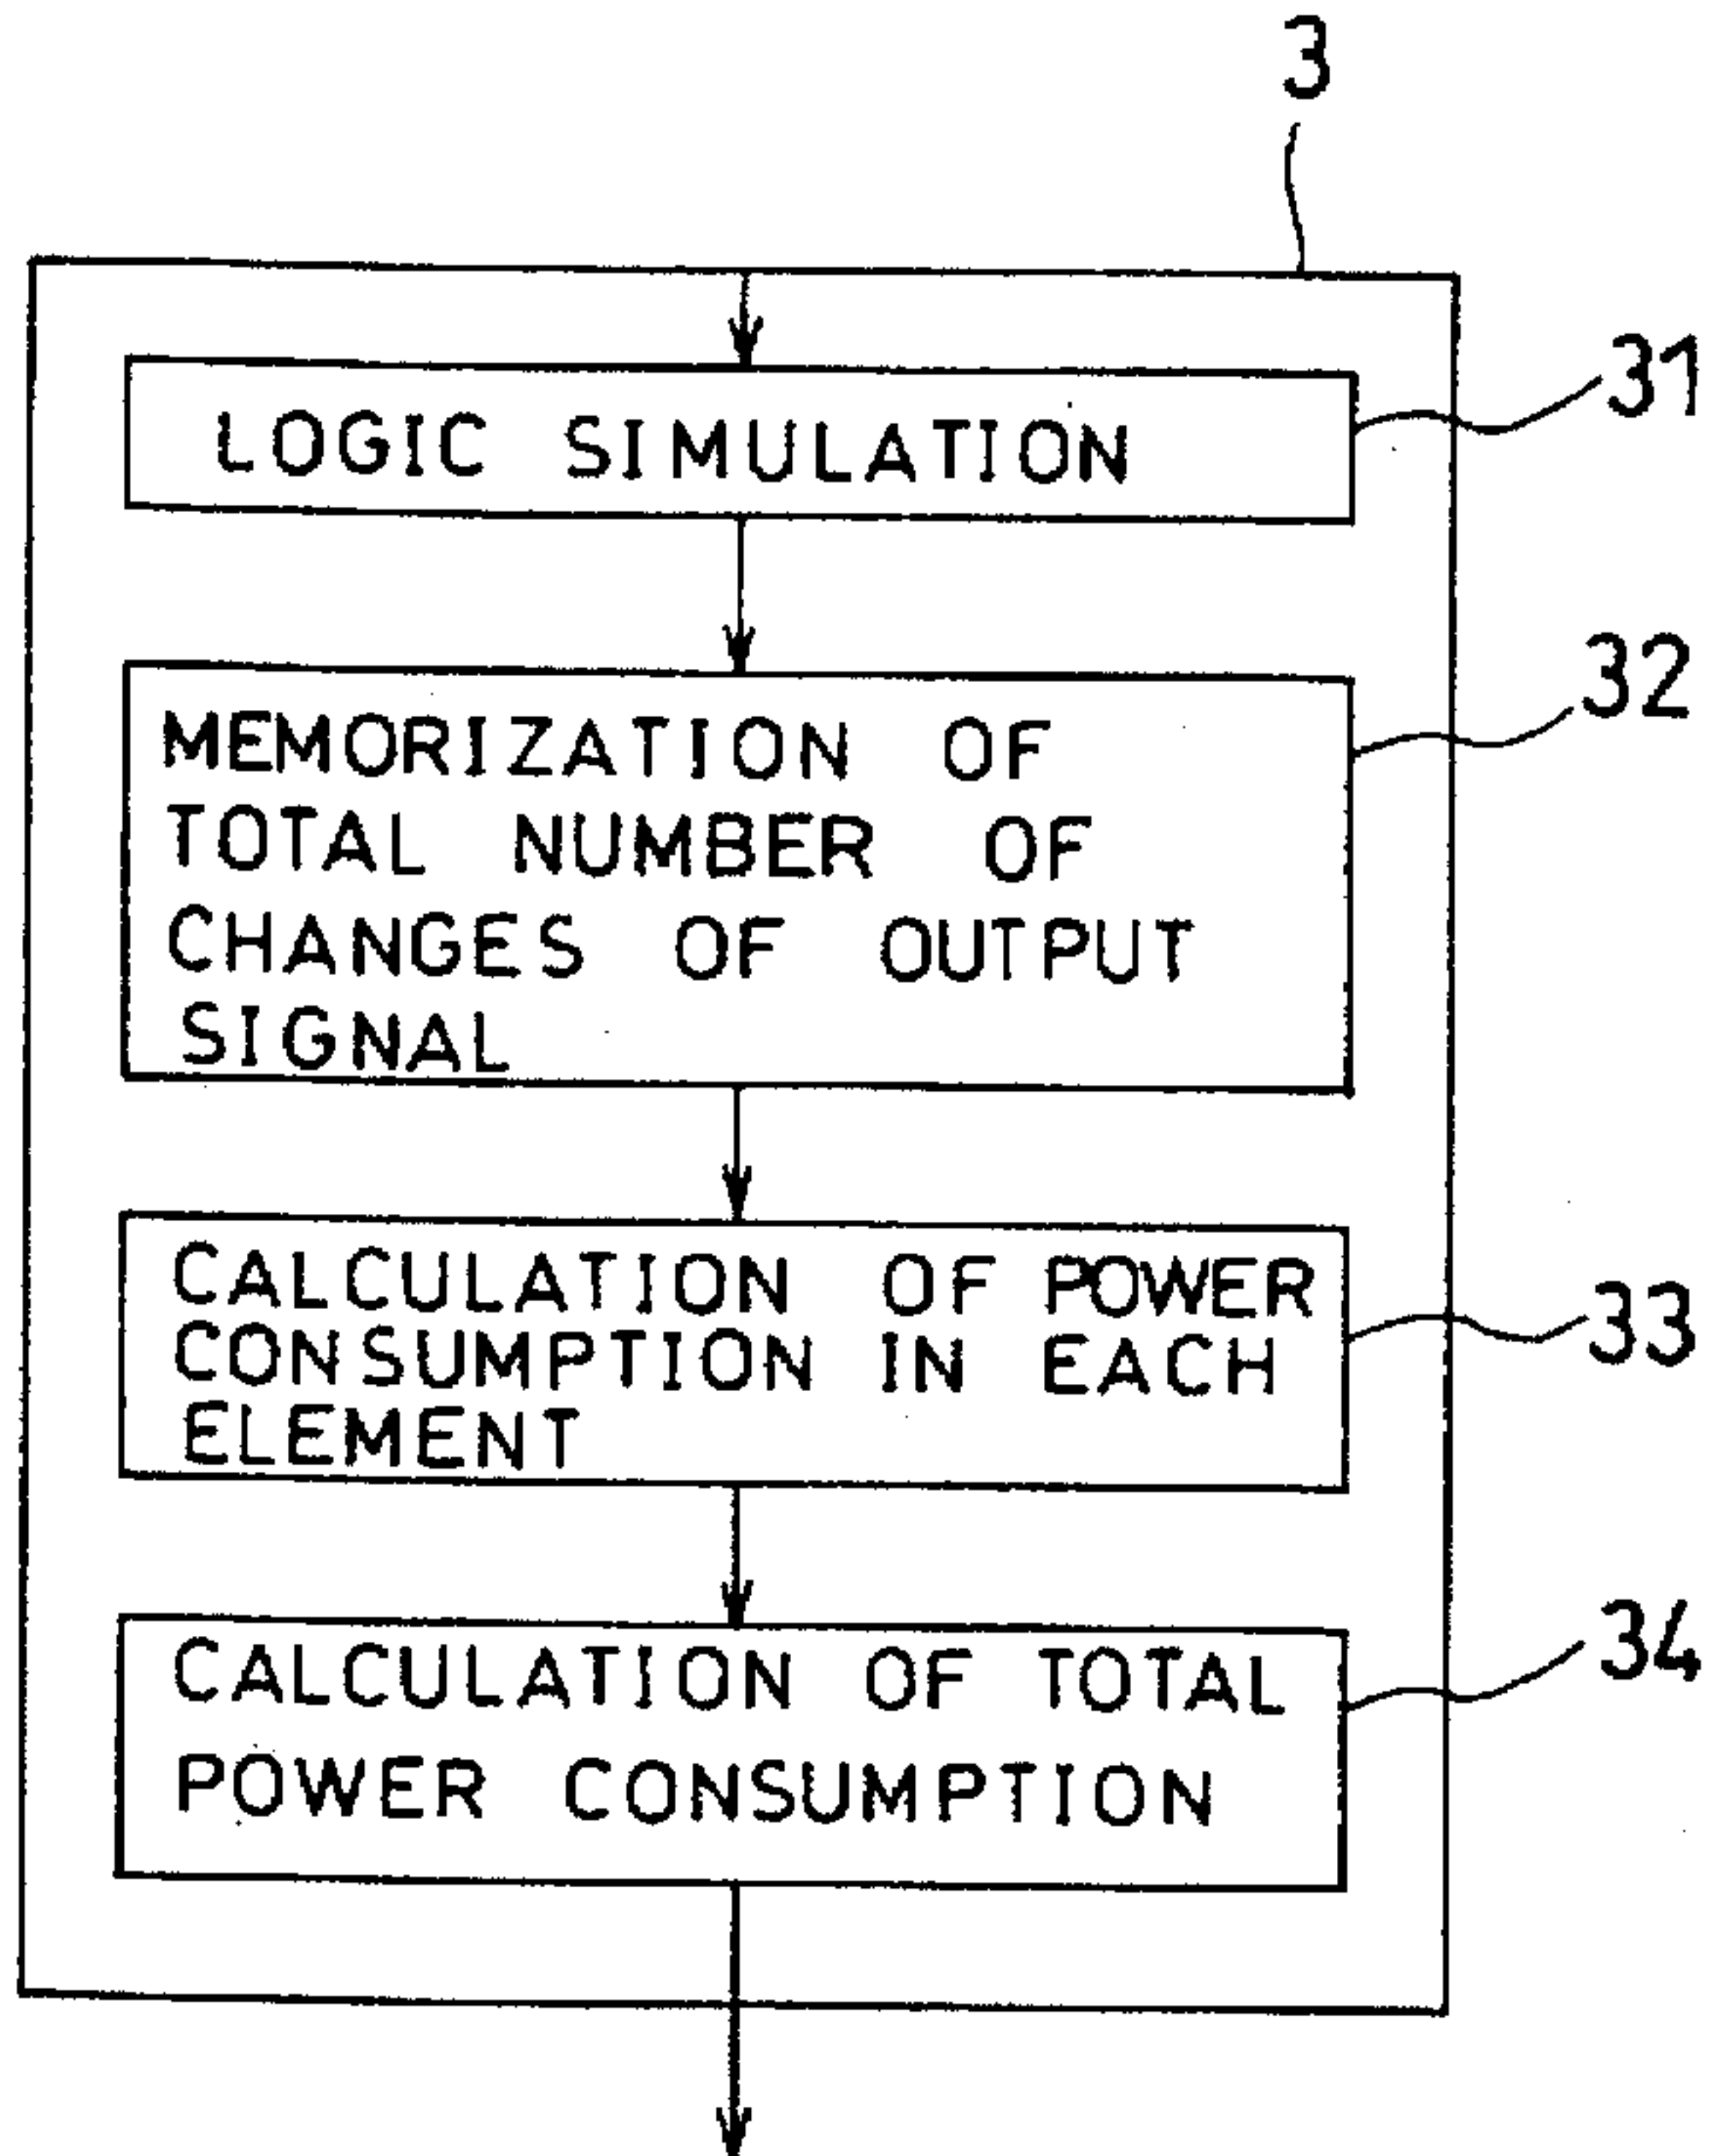 3
LOGIC SIMULATION
31
MEMORIZATION OF
TOTAL NUMBER OF
CHANGES OF OUTPUT
SIGNAL
32
CALCULATION OF POWER
CONSUMPTION IN EACH
ELEMENT
33
CALCULATION OF TOTAL
POWER CONSUMPTION
34